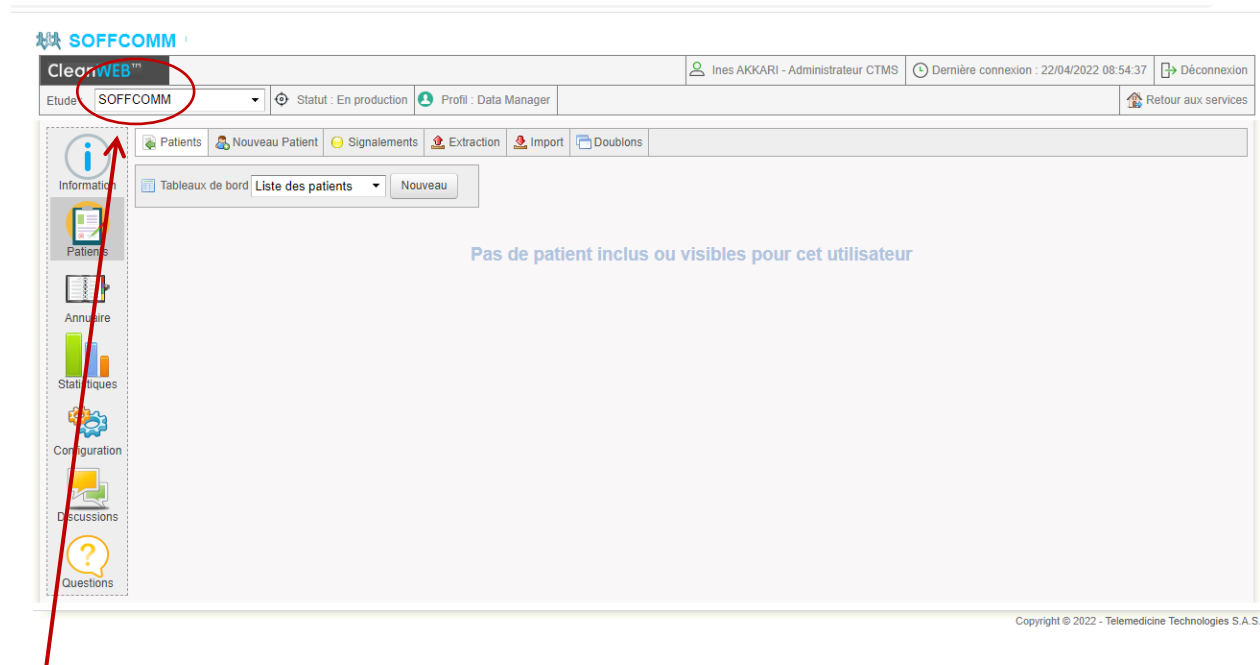 SOFFCOMM
CleanWEB™
Ines AKKARI - Administrateur CTMS
Dernière connexion : 22/04/2022 08:54:37
Déconnexion
Etude : SOFFCOMM
Statut : En production
Profil : Data Manager
Retour aux services
Patients
Nouveau Patient
Signalements
Extraction
Import
Doublons
Tableaux de bord Liste des patients
Nouveau
Pas de patient inclus ou visibles pour cet utilisateur
Information
Patients
Annuaire
Statistiques
Configuration
Discussions
Questions
Copyright © 2022 - Telemedicine Technologies S.A.S.